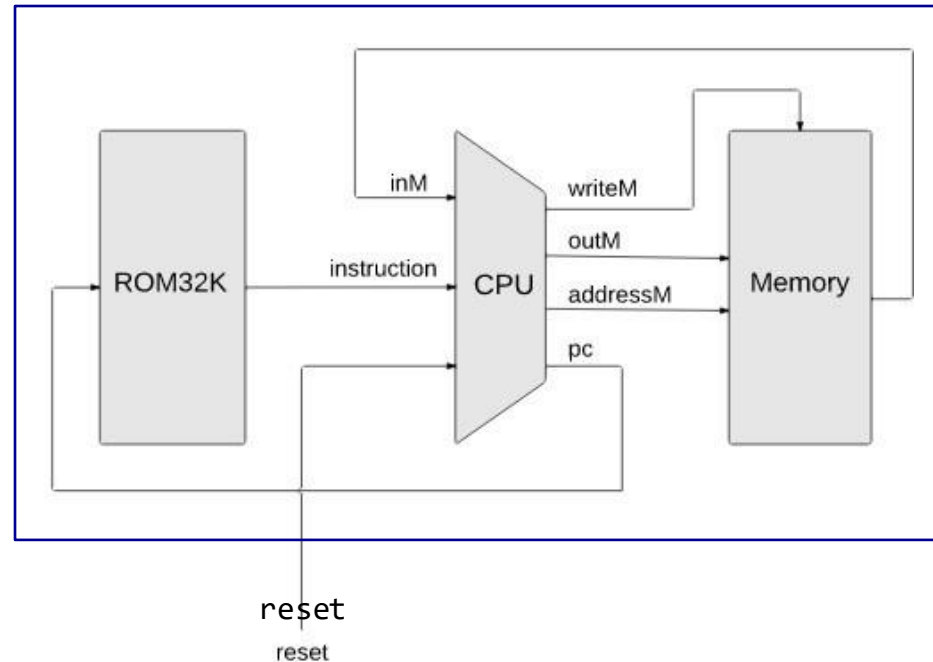 inM
writeM
outM
ROM32K
instruction
CPU
addressM
Memory
pc
reset
reset